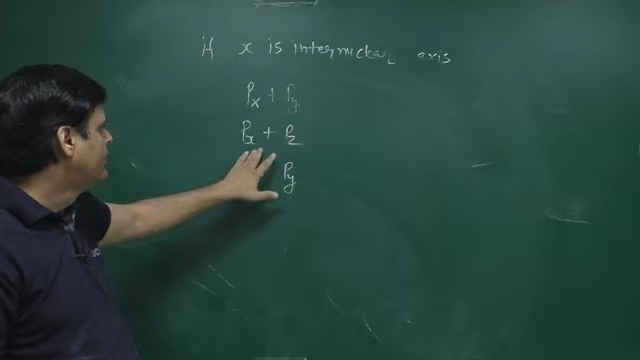 if x is internuclear axis
Px + Py
Px + Pz
Py